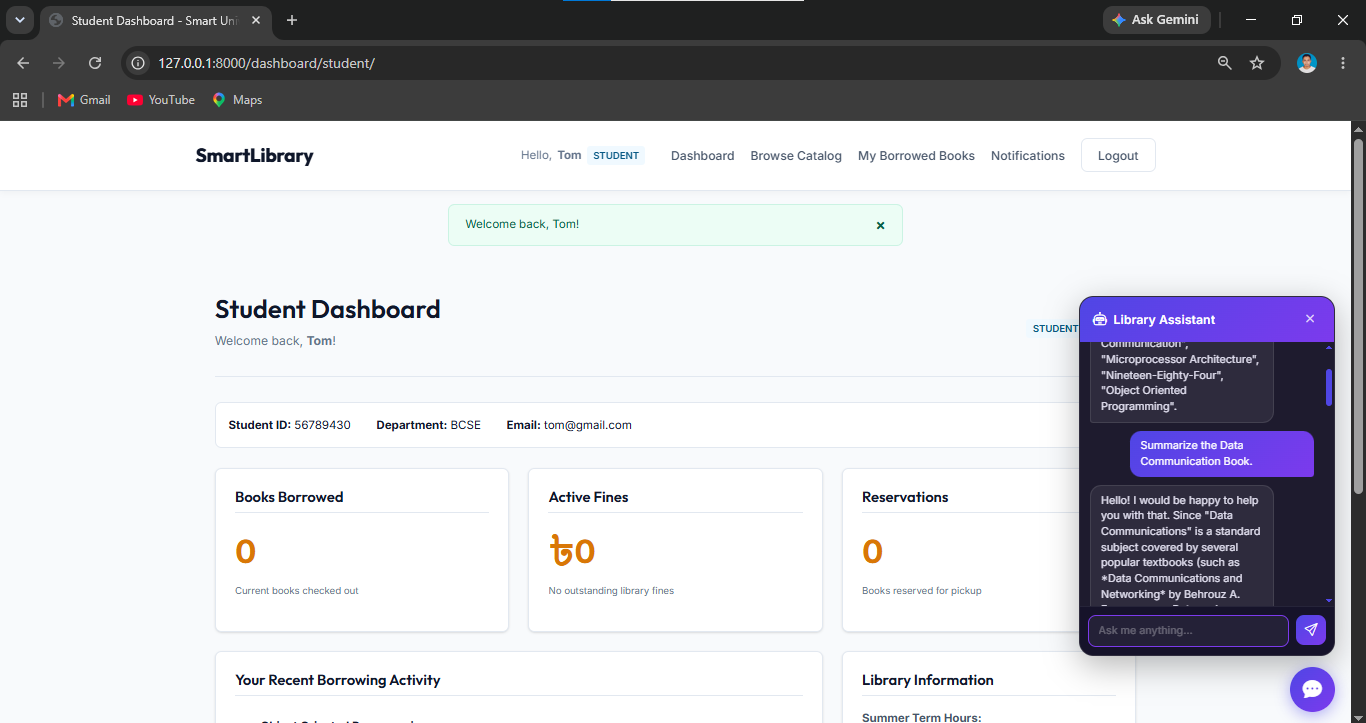 Student Dashboard - Smart Uni
Ask Gemini
127.0.0.1:8000/dashboard/student/
Gmail
YouTube
Maps
SmartLibrary
Hello, Tom STUDENT
Dashboard
Browse Catalog
My Borrowed Books
Notifications
Logout
Welcome back, Tom!
Student Dashboard
Welcome back, Tom!
STUDENT
Student ID: 56789430 Department: BCSE Email: tom@gmail.com
Books Borrowed
0
Current books checked out
Active Fines
৳0
No outstanding library fines
Reservations
0
Books reserved for pickup
Your Recent Borrowing Activity
Library Information
Summer Term Hours:
Library Assistant
Communication",
"Microprocessor Architecture",
"Nineteen-Eighty-Four",
"Object Oriented
Programming".
Summarize the Data
Communication Book.
Hello! I would be happy to help
you with that. Since "Data
Communications" is a standard
subject covered by several
popular textbooks (such as
*Data Communications and
Networking* by Behrouz A.
Ask me anything...